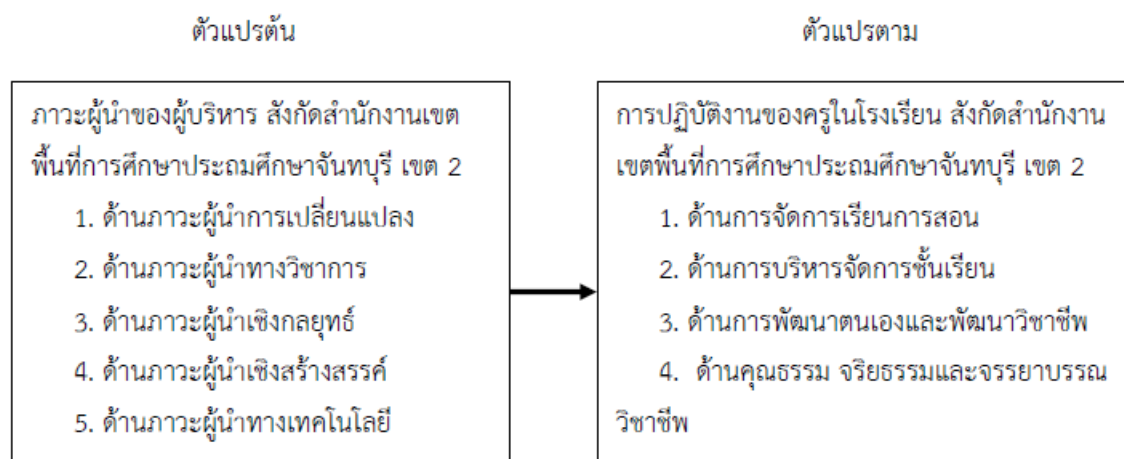 ตัวแปรต้น
ภาวะผู้นำของผู้บริหาร สังกัดสำนักงานเขต
พื้นที่การศึกษาประถมศึกษาจันทบุรี เขต 2
1. ด้านภาวะผู้นำการเปลี่ยนแปลง
2. ด้านภาวะผู้นำทางวิชาการ
3. ด้านภาวะผู้นำเชิงกลยุทธ์
4. ด้านภาวะผู้นำเชิงสร้างสรรค์
5. ด้านภาวะผู้นำทางเทคโนโลยี
ตัวแปรตาม
การปฏิบัติงานของครูในโรงเรียน สังกัดสำนักงาน
เขตพื้นที่การศึกษาประถมศึกษาจันทบุรี เขต 2
1. ด้านการจัดการเรียนการสอน
2. ด้านการบริหารจัดการชั้นเรียน
3. ด้านการพัฒนาตนเองและพัฒนาวิชาชีพ
4. ด้านคุณธรรม จริยธรรมและจรรยาบรรณ
วิชาชีพ